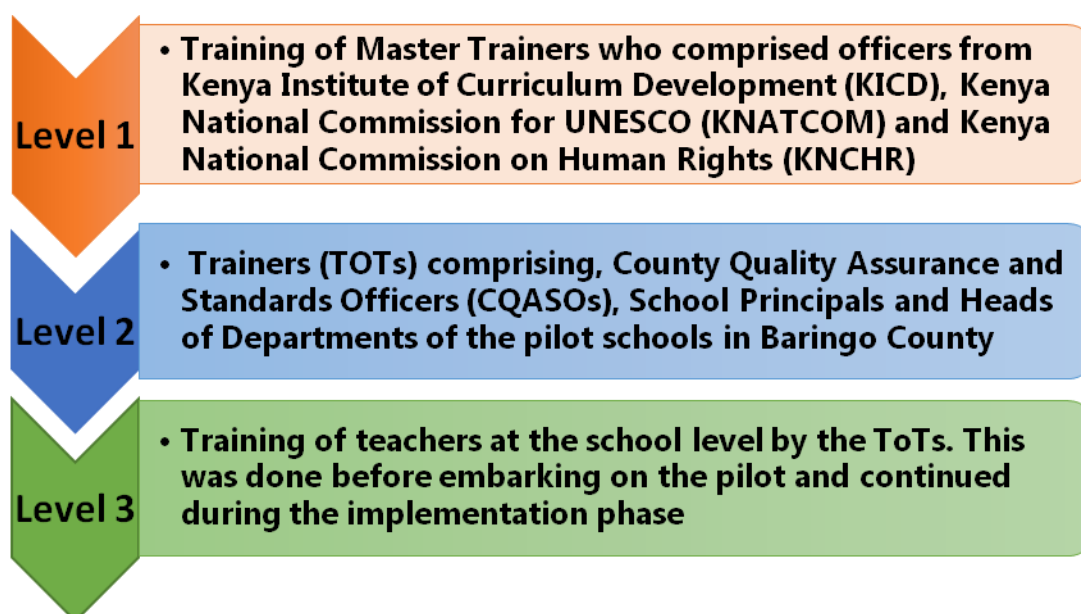 Level 1
• Training of Master Trainers who comprised officers from
Kenya Institute of Curriculum Development (KICD), Kenya
National Commission for UNESCO (KNATCOM) and Kenya
National Commission on Human Rights (KNCHR)
Level 2
• Trainers (TOTs) comprising, County Quality Assurance and
Standards Officers (CQASOs), School Principals and Heads
of Departments of the pilot schools in Baringo County
Level 3
• Training of teachers at the school level by the ToTs. This
was done before embarking on the pilot and continued
during the implementation phase